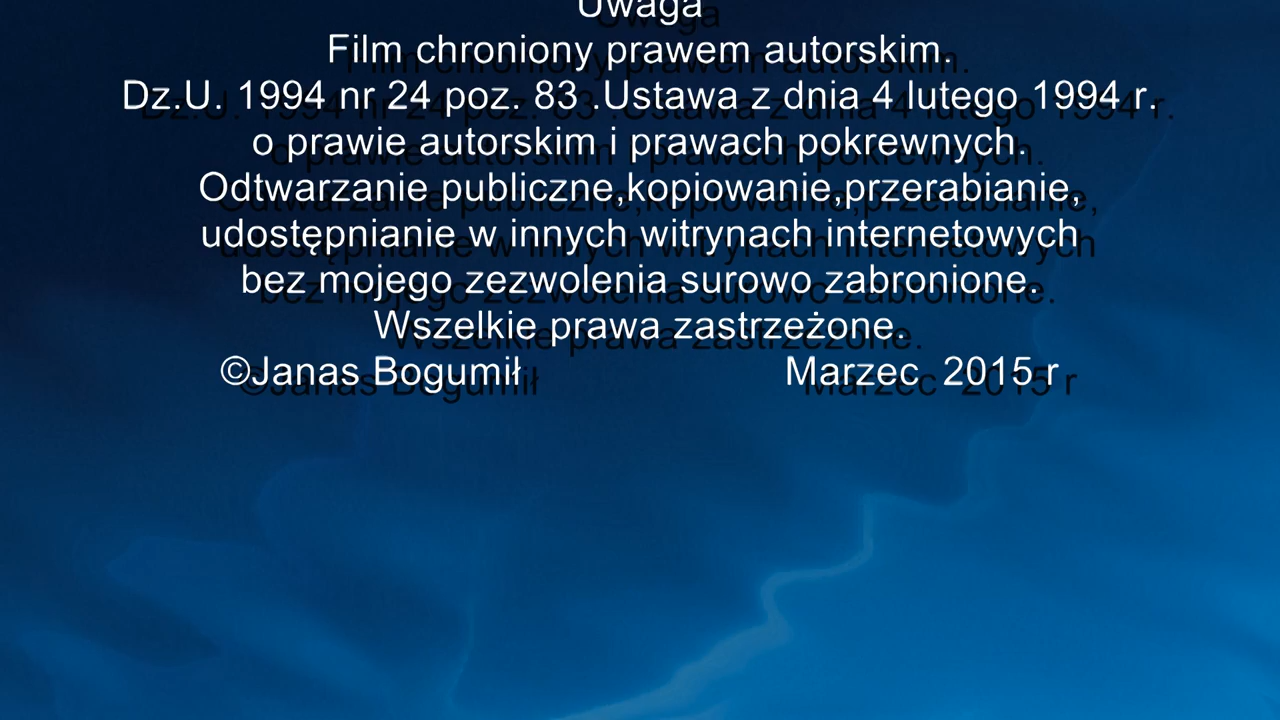 Uwaga
Film chroniony prawem autorskim.
Dz.U. 1994 nr 24 poz. 83 .Ustawa z dnia 4 lutego 1994 r.
o prawie autorskim i prawach pokrewnych.
Odtwarzanie publiczne,kopiowanie,przerabianie,
udostępnianie w innych witrynach internetowych
bez mojego zezwolenia surowo zabronione.
Wszelkie prawa zastrzeżone.
©Janas Bogumił Marzec 2015 r